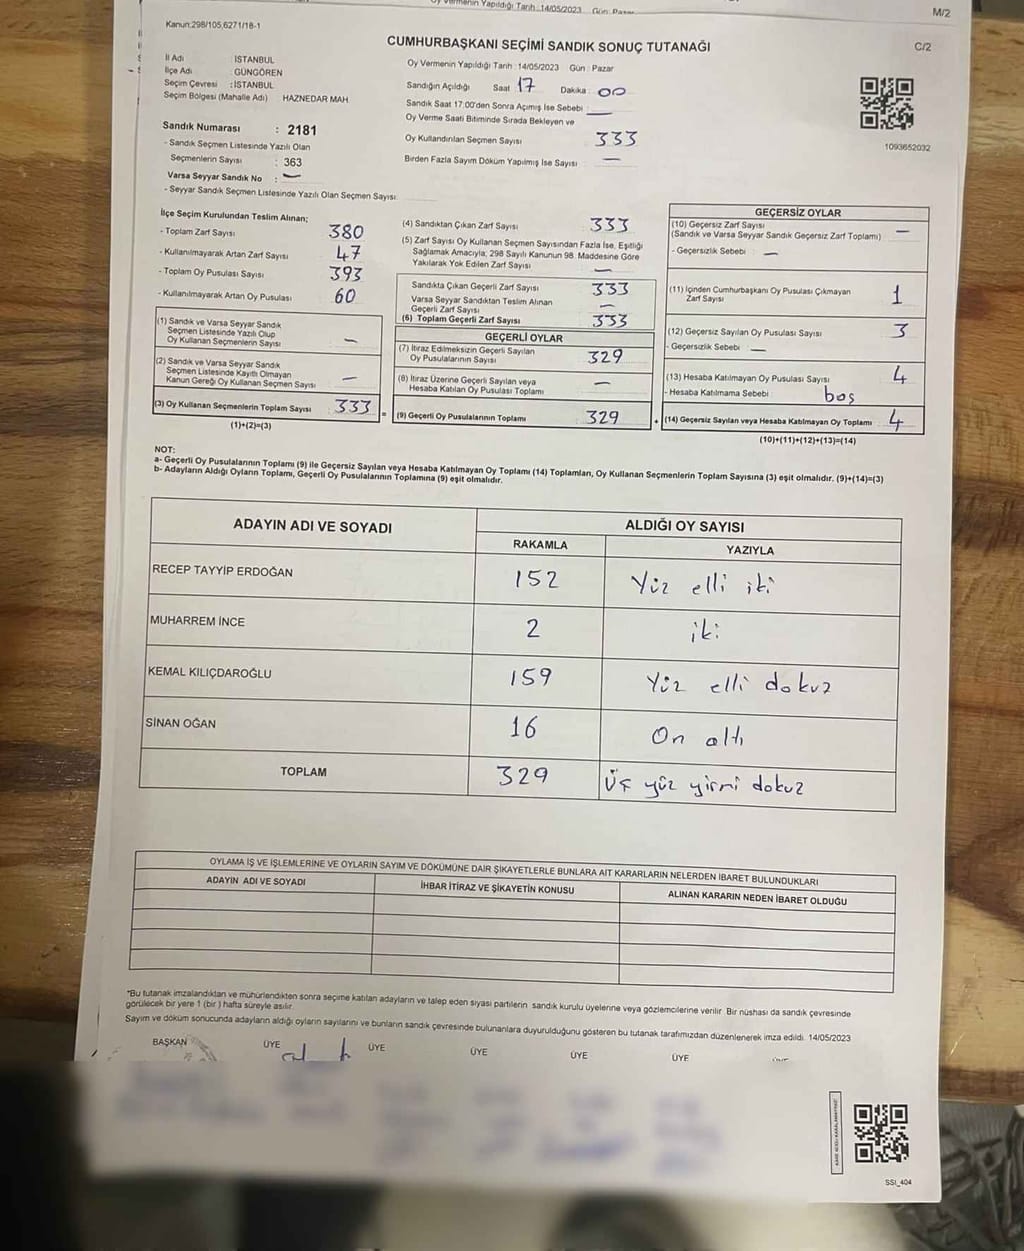 Oy Vermenin Yapıldığı Tarih :14/05/2023 Gün: Pazar
M/2
Kanun:298/105,6271/18-1
CUMHURBAŞKANI SEÇİMİ SANDIK SONUÇ TUTANAĞI
C/2
İl Adı : İSTANBUL
İlçe Adı : GÜNGÖREN
Seçim Çevresi : İSTANBUL
Seçim Bölgesi (Mahalle Adı) HAZNEDAR MAH.
Sandık Numarası : 2181
- Sandık Seçmen Listesinde Yazılı Olan
Seçmenlerin Sayısı : 363
Varsa Seyyar Sandık No : —
- Seyyar Sandık Seçmen Listesinde Yazılı Olan Seçmen Sayısı:
Oy Vermenin Yapıldığı Tarih :14/05/2023 Gün : Pazar
Sandığın Açıldığı Saat 17 Dakika : 00
Sandık Saat 17:00'den Sonra Açımış İse Sebebi : —
Oy Verme Saati Bitiminde Sırada Bekleyen ve
Oy Kullandırılan Seçmen Sayısı 333
Birden Fazla Sayım Döküm Yapılmış İse Sayısı —
1093652032
İlçe Seçim Kurulundan Teslim Alınan;
- Toplam Zarf Sayısı 380
- Kullanılmayarak Artan Zarf Sayısı 47
- Toplam Oy Pusulası Sayısı 393
- Kullanılmayarak Artan Oy Pusulası 60
(1) Sandık ve Varsa Seyyar Sandık
Seçmen Listesinde Yazılı Olup
Oy Kullanan Seçmenlerin Sayısı —
(2) Sandık ve Varsa Seyyar Sandık
Seçmen Listesinde Kayıtlı Olmayan
Kanun Gereği Oy Kullanan Seçmen Sayısı —
(3) Oy Kullanan Seçmenlerin Toplam Sayısı 333
(1)+(2)=(3)
=
(4) Sandıktan Çıkan Zarf Sayısı 333
(5) Zarf Sayısı Oy Kullanan Seçmen Sayısından Fazla İse, Eşitliği
Sağlamak Amacıyla; 298 Sayılı Kanunun 98. Maddesine Göre
Yakılarak Yok Edilen Zarf Sayısı —
Sandıkta Çıkan Geçerli Zarf Sayısı 333
Varsa Seyyar Sandıktan Teslim Alınan
Geçerli Zarf Sayısı —
(6) Toplam Geçerli Zarf Sayısı 333
GEÇERLİ OYLAR
(7) İtiraz Edilmeksizin Geçerli Sayılan
Oy Pusulalarının Sayısı 329
(8) İtiraz Üzerine Geçerli Sayılan veya
Hesaba Katılan Oy Pusulası Toplamı —
(9) Geçerli Oy Pusulalarının Toplamı 329
+
GEÇERSİZ OYLAR
(10) Geçersiz Zarf Sayısı
(Sandık ve Varsa Seyyar Sandık Geçersiz Zarf Toplamı) —
- Geçersizlik Sebebi : —
(11) İçinden Cumhurbaşkanı Oy Pusulası Çıkmayan
Zarf Sayısı 1
(12) Geçersiz Sayılan Oy Pusulası Sayısı 3
- Geçersizlik Sebebi : —
(13) Hesaba Katılmayan Oy Pusulası Sayısı 4
- Hesaba Katılmama Sebebi : boş
(14) Geçersiz Sayılan veya Hesaba Katılmayan Oy Toplamı 4
(10)+(11)+(12)+(13)=(14)
NOT:
a- Geçerli Oy Pusulalarının Toplamı (9) ile Geçersiz Sayılan veya Hesaba Katılmayan Oy Toplamı (14) Toplamları, Oy Kullanan Seçmenlerin Toplam Sayısına (3) eşit olmalıdır. (9)+(14)=(3)
b- Adayların Aldığı Oyların Toplamı, Geçerli Oy Pusulalarının Toplamına (9) eşit olmalıdır.
ADAYIN ADI VE SOYADI
ALDIĞI OY SAYISI
RAKAMLA YAZIYLA
RECEP TAYYİP ERDOĞAN 152 Yüz elli iki
MUHARREM İNCE 2 iki
KEMAL KILIÇDAROĞLU 159 Yüz elli dokuz
SİNAN OĞAN 16 On altı
TOPLAM 329 Üç yüz yirmi dokuz
OYLAMA İŞ VE İŞLEMLERİNE VE OYLARIN SAYIM VE DÖKÜMÜNE DAİR ŞİKAYETLERLE BUNLARA AİT KARARLARIN NELERDEN İBARET BULUNDUKLARI
ADAYIN ADI VE SOYADI İHBAR İTİRAZ VE ŞİKAYETİN KONUSU ALINAN KARARIN NEDEN İBARET OLDUĞU
*Bu tutanak imzalandıktan ve mühürlendikten sonra seçime katılan adayların ve talep eden siyasi partilerin sandık kurulu üyelerine veya gözlemcilerine verilir. Bir nüshası da sandık çevresinde
görülecek bir yere 1 (bir ) hafta süreyle asılır.
Sayım ve döküm sonucunda adayların aldığı oyların sayılarını ve bunların sandık çevresinde bulunanlara duyurulduğunu gösteren bu tutanak tarafımızdan düzenlenerek imza edildi. 14/05/2023
BAŞKAN ÜYE ÜYE ÜYE ÜYE ÜYE
SSI_404